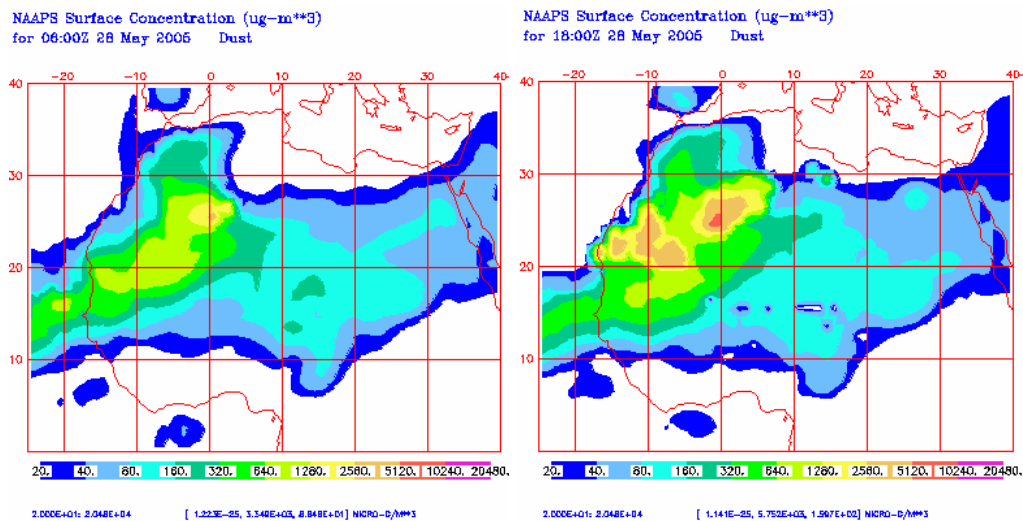 NAAPS Surface Concentration (ug-m**3)
for 06:00Z 28 May 2005 Dust
-20 -10 0 10 20 30 40
40
30
20
10
20. 40. 80. 160. 320. 640. 1280. 2560. 5120. 10240. 20480.
2.000E+01: 2.048E+04 [ 1.223E-25, 3.349E+03, 8.848E+01] MICRO-G/M**3
NAAPS Surface Concentration (ug-m**3)
for 18:00Z 28 May 2005 Dust
-20 -10 0 10 20 30 40
40
30
20
10
20. 40. 80. 160. 320. 640. 1280. 2560. 5120. 10240. 20480.
2.000E+01: 2.048E+04 [ 1.141E-25, 5.752E+03, 1.597E+02] MICRO-G/M**3